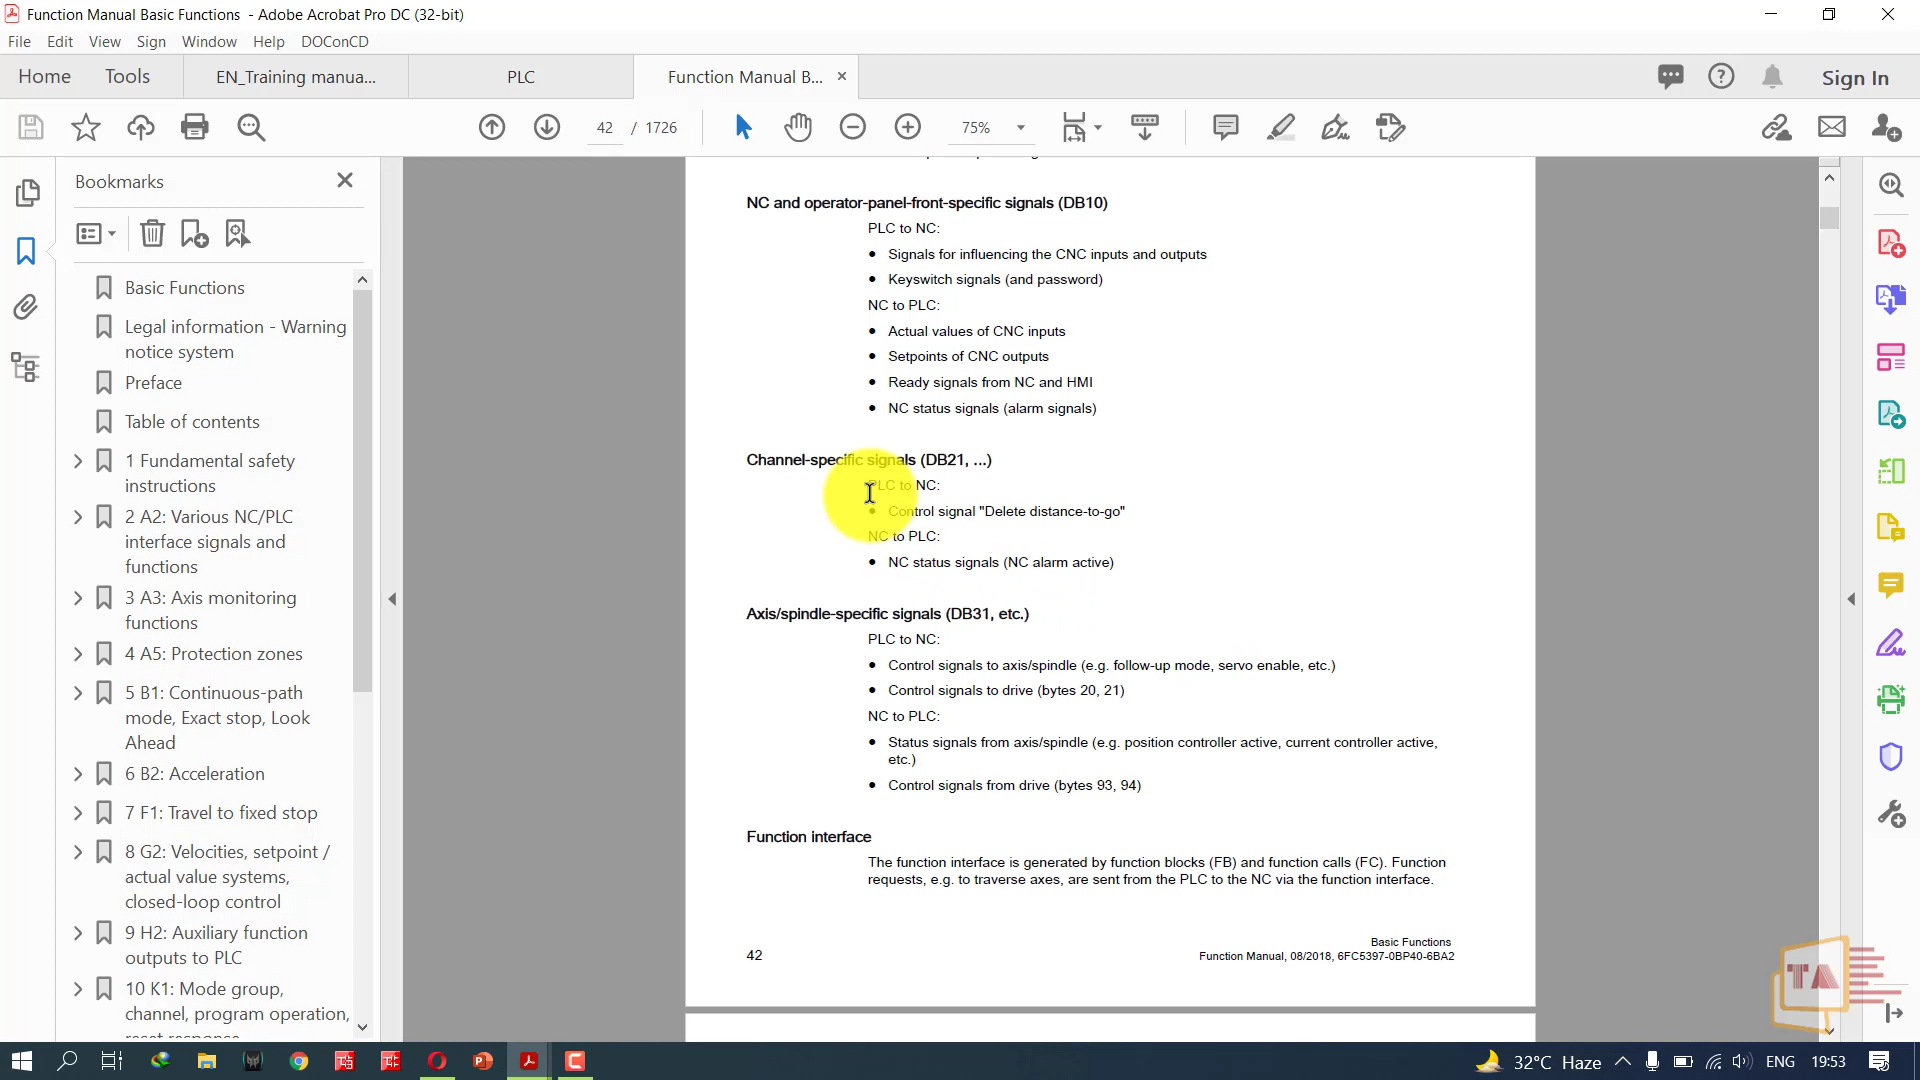 Function Manual Basic Functions - Adobe Acrobat Pro DC (32-bit)
File Edit View Sign Window Help DOConCD
Home Tools EN_Training manua... PLC Function Manual B... × Sign In
42 / 1726 75%
Bookmarks
Basic Functions
Legal information - Warning
notice system
Preface
Table of contents
1 Fundamental safety
instructions
2 A2: Various NC/PLC
interface signals and
functions
3 A3: Axis monitoring
functions
4 A5: Protection zones
5 B1: Continuous-path
mode, Exact stop, Look
Ahead
6 B2: Acceleration
7 F1: Travel to fixed stop
8 G2: Velocities, setpoint /
actual value systems,
closed-loop control
9 H2: Auxiliary function
outputs to PLC
10 K1: Mode group,
channel, program operation,
reset response
NC and operator-panel-front-specific signals (DB10)
PLC to NC:
• Signals for influencing the CNC inputs and outputs
• Keyswitch signals (and password)
NC to PLC:
• Actual values of CNC inputs
• Setpoints of CNC outputs
• Ready signals from NC and HMI
• NC status signals (alarm signals)
Channel-specific signals (DB21, ...)
PLC to NC:
• Control signal "Delete distance-to-go"
NC to PLC:
• NC status signals (NC alarm active)
Axis/spindle-specific signals (DB31, etc.)
PLC to NC:
• Control signals to axis/spindle (e.g. follow-up mode, servo enable, etc.)
• Control signals to drive (bytes 20, 21)
NC to PLC:
• Status signals from axis/spindle (e.g. position controller active, current controller active,
etc.)
• Control signals from drive (bytes 93, 94)
Function interface
The function interface is generated by function blocks (FB) and function calls (FC). Function
requests, e.g. to traverse axes, are sent from the PLC to the NC via the function interface.
Basic Functions
42 Function Manual, 08/2018, 6FC5397-0BP40-6BA2
TA
32°C Haze ENG 19:53